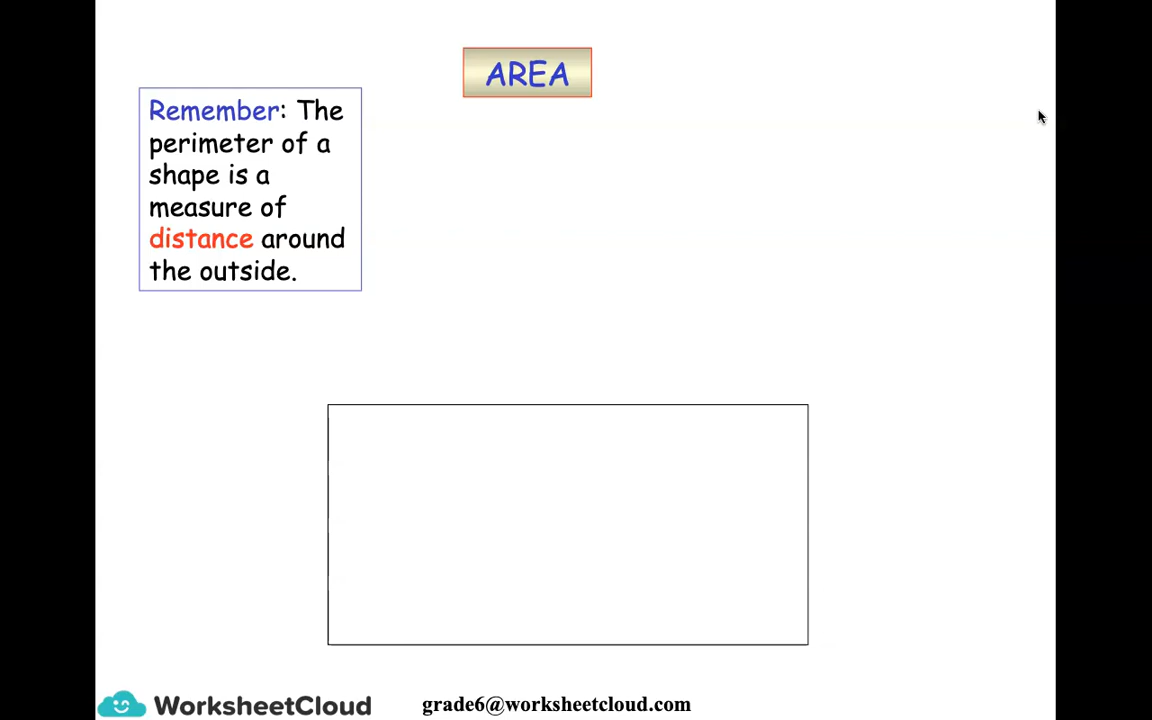 AREA
Remember: The
perimeter of a
shape is a
measure of
distance around
the outside.
WorksheetCloud
grade6@worksheetcloud.com